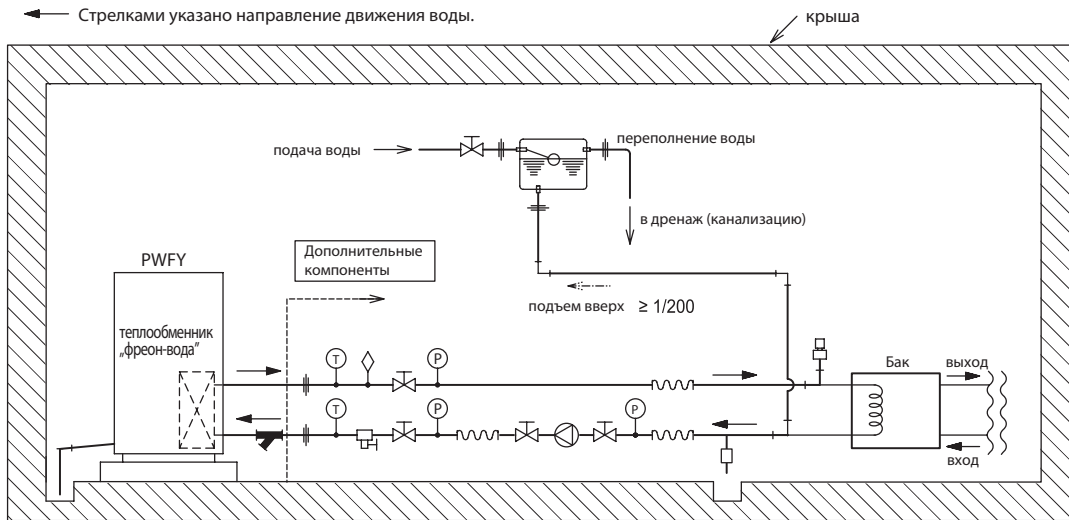 Стрелками указано направление движения воды.
крыша
подача воды
переполнение воды
в дренаж (канализацию)
PWFY
Дополнительные
компоненты
подъем вверх ≥ 1/200
теплообменник
„фреон-вода"
T
P
Бак
выход
T
P
P
вход